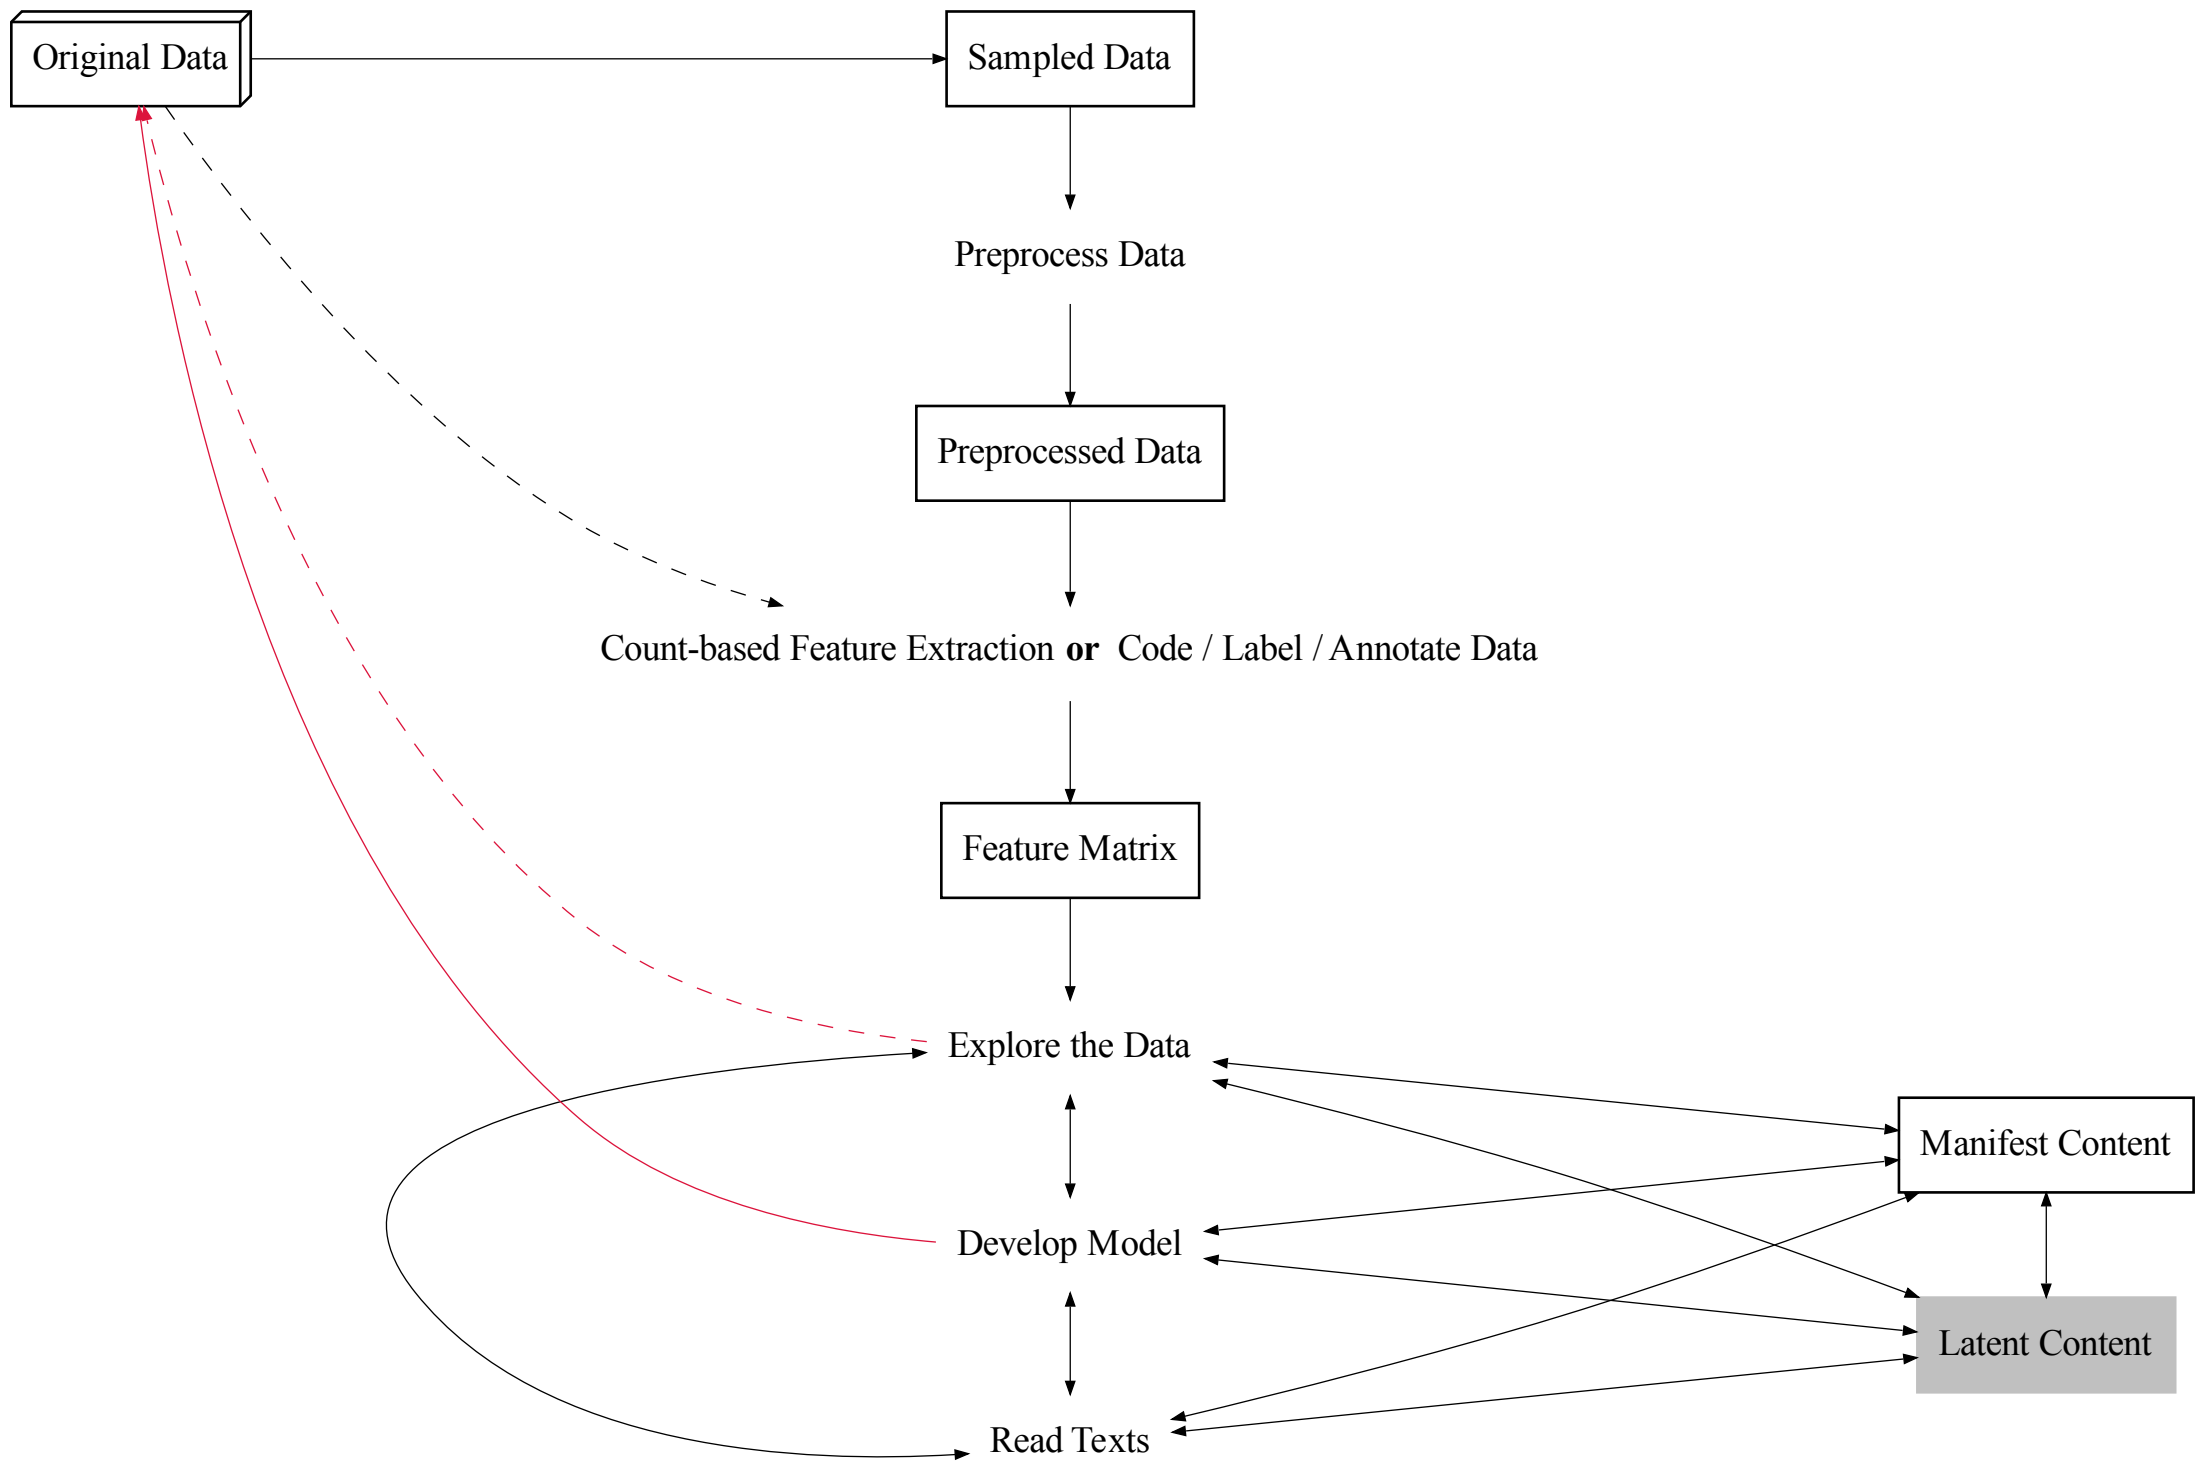 Original Data
Sampled Data
Preprocess Data
Preprocessed Data
Count-based Feature Extraction or Code / Label / Annotate Data
Feature Matrix
Explore the Data
Manifest Content
Develop Model
Latent Content
Read Texts